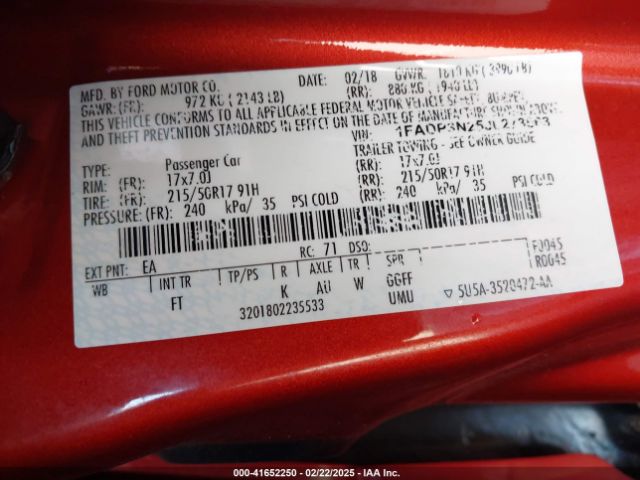 MFD. BY FORD MOTOR CO. DATE: 02/18 GVWR:
GAWR: (FR): 972 KG ( 2143 LB) (RR): 880 KG
THIS VEHICLE CONFORMS TO ALL APPLICABLE FEDERAL MOTOR VEHICLE
AND THEFT PREVENTION STANDARDS IN EFFECT ON THE DATE OF MANUFACTURE SHOWN ABOVE.
VIN:
TYPE: Passenger Car TRAILER TOWING - SEE OWNER GUIDE
RIM: (FR): 17x7.0J (RR): 17x7.0J
TIRE: (FR): 215/50R17 91H (RR): 215/50R17 91H
PRESSURE: (FR): 240 kPa/ 35 PSI COLD (RR): 240 kPa/ 35 PSI COLD
EXT PNT: EA RC: 71 DSO: F0045
WB INT TR TP/PS R AXLE TR SPR R0045
FT K AU W GGFF
UMU
3201802235533 ▽ 5U5A-3520472-AA
000-41652250 - 02/22/2025 - IAA Inc.